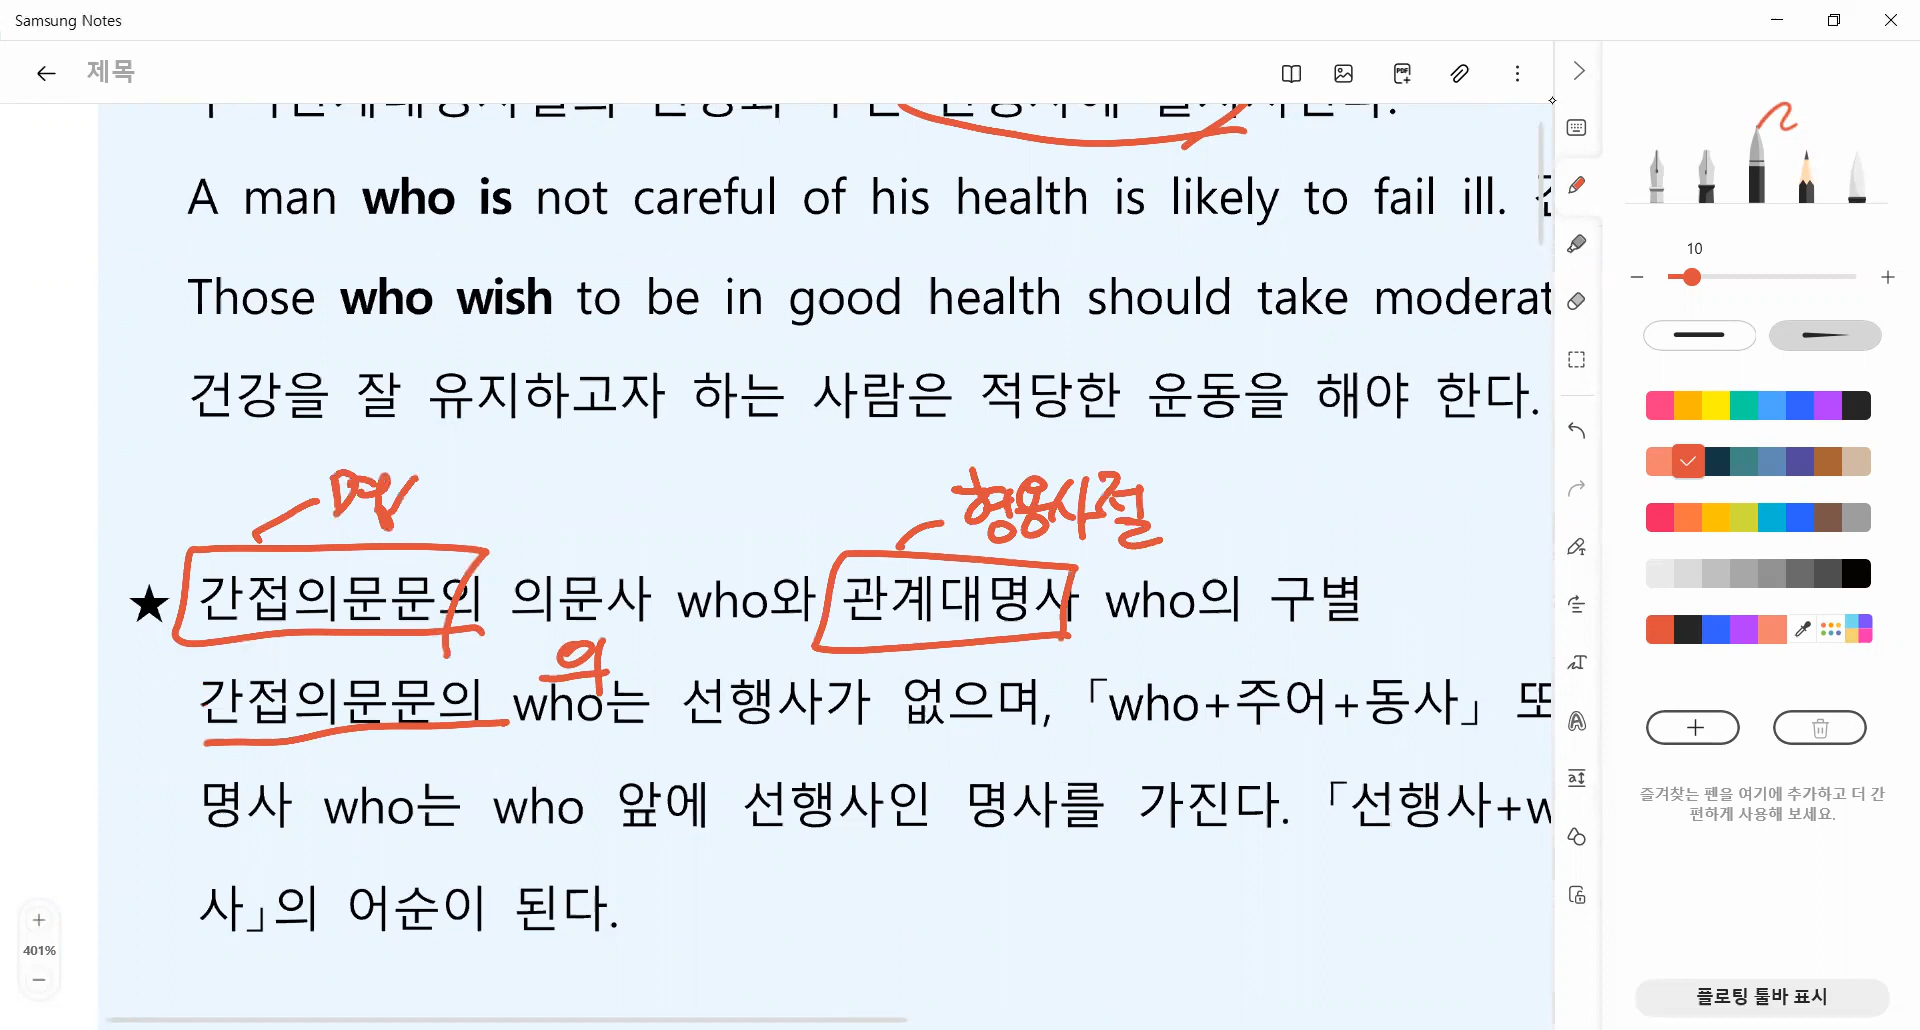 Samsung Notes
제목
A man who is not careful of his health is likely to fail ill.
Those who wish to be in good health should take moderat
건강을 잘 유지하고자 하는 사람은 적당한 운동을 해야 한다.
형용사절
★ 간접의문문의 의문사 who와 관계대명사 who의 구별
의
간접의문문의 who는 선행사가 없으며,「who+주어+동사」 또
명사 who는 who 앞에 선행사인 명사를 가진다.「선행사+w
사」의 어순이 된다.
401%
10
즐겨찾는 펜을 여기에 추가하고 더 간
편하게 사용해 보세요.
플로팅 툴바 표시